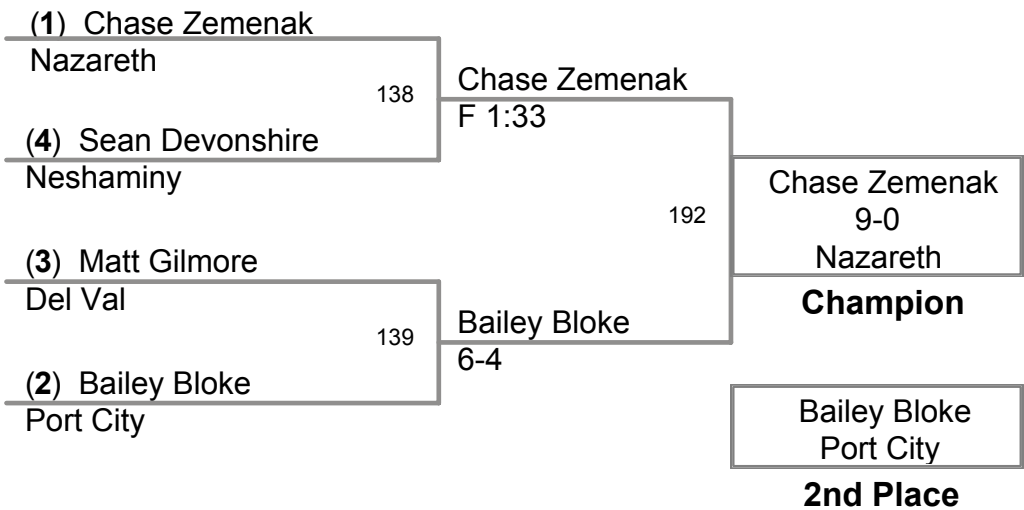 (1) Chase Zemenak
Nazareth
138
(4) Sean Devonshire
Neshaminy
Chase Zemenak
F 1:33
(3) Matt Gilmore
Del Val
139
(2) Bailey Bloke
Port City
Bailey Bloke
6-4
192
Chase Zemenak
9-0
Nazareth
Champion
Bailey Bloke
Port City
2nd Place